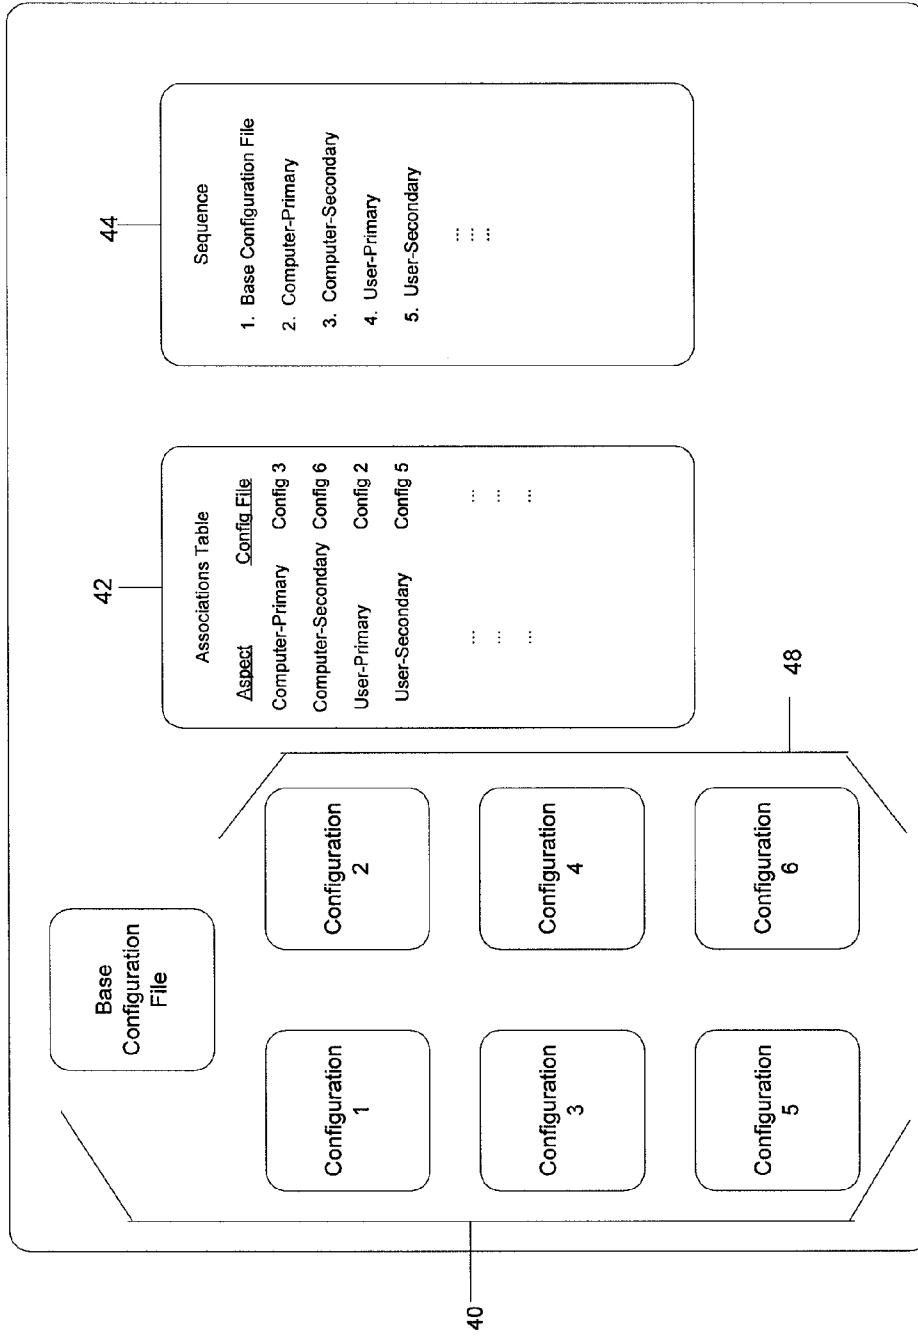 40
Base
Configuration
File
Configuration
1
Configuration
2
Configuration
3
Configuration
4
Configuration
5
Configuration
6
48
42
Associations Table
Aspect Config File
Computer-Primary Config 3
Computer-Secondary Config 6
User-Primary Config 2
User-Secondary Config 5
... ...
... ...
... ...
44
Sequence
1. Base Configuration File
2. Computer-Primary
3. Computer-Secondary
4. User-Primary
5. User-Secondary
...
...
...